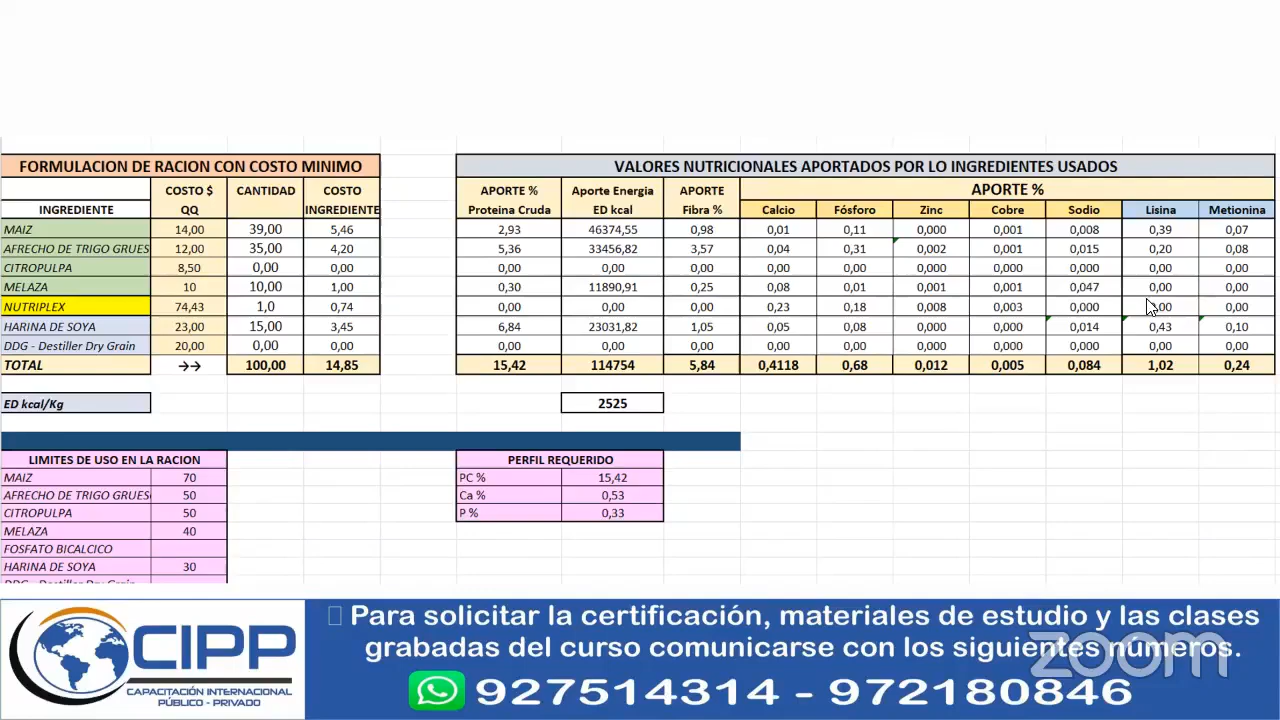 FORMULACION DE RACION CON COSTO MINIMO
INGREDIENTE COSTO $ QQ CANTIDAD COSTO INGREDIENTE
MAIZ 14,00 39,00 5,46
AFRECHO DE TRIGO GRUES 12,00 35,00 4,20
CITROPULPA 8,50 0,00 0,00
MELAZA 10 10,00 1,00
NUTRIPLEX 74,43 1,0 0,74
HARINA DE SOYA 23,00 15,00 3,45
DDG - Destiller Dry Grain 20,00 0,00 0,00
TOTAL →→ 100,00 14,85
VALORES NUTRICIONALES APORTADOS POR LO INGREDIENTES USADOS
APORTE % Aporte Energia APORTE APORTE %
Proteina Cruda ED kcal Fibra % Calcio Fósforo Zinc Cobre Sodio Lisina Metionina
2,93 46374,55 0,98 0,01 0,11 0,000 0,001 0,008 0,39 0,07
5,36 33456,82 3,57 0,04 0,31 0,002 0,001 0,015 0,20 0,08
0,00 0,00 0,00 0,00 0,00 0,000 0,000 0,000 0,00 0,00
0,30 11890,91 0,25 0,08 0,01 0,000 0,001 0,047 0,00 0,00
0,00 0,00 0,00 0,23 0,18 0,008 0,003 0,000 0,00 0,00
6,84 23031,82 1,05 0,05 0,08 0,000 0,000 0,014 0,43 0,10
0,00 0,00 0,00 0,00 0,00 0,000 0,000 0,000 0,00 0,00
15,42 114754 5,84 0,4118 0,68 0,012 0,005 0,084 1,02 0,24
ED kcal/Kg 2525
LIMITES DE USO EN LA RACION
MAIZ 70
AFRECHO DE TRIGO GRUES 50
CITROPULPA 50
MELAZA 40
FOSFATO BICALCICO
HARINA DE SOYA 30
DDG - Destiller Dry Grain
PERFIL REQUERIDO
PC % 15,42
Ca % 0,53
P % 0,33
CIPP
CAPACITACIÓN INTERNACIONAL
PÚBLICO - PRIVADO
Para solicitar la certificación, materiales de estudio y las clases
grabadas del curso comunicarse con los siguientes números.
927514314 - 972180846
zoom